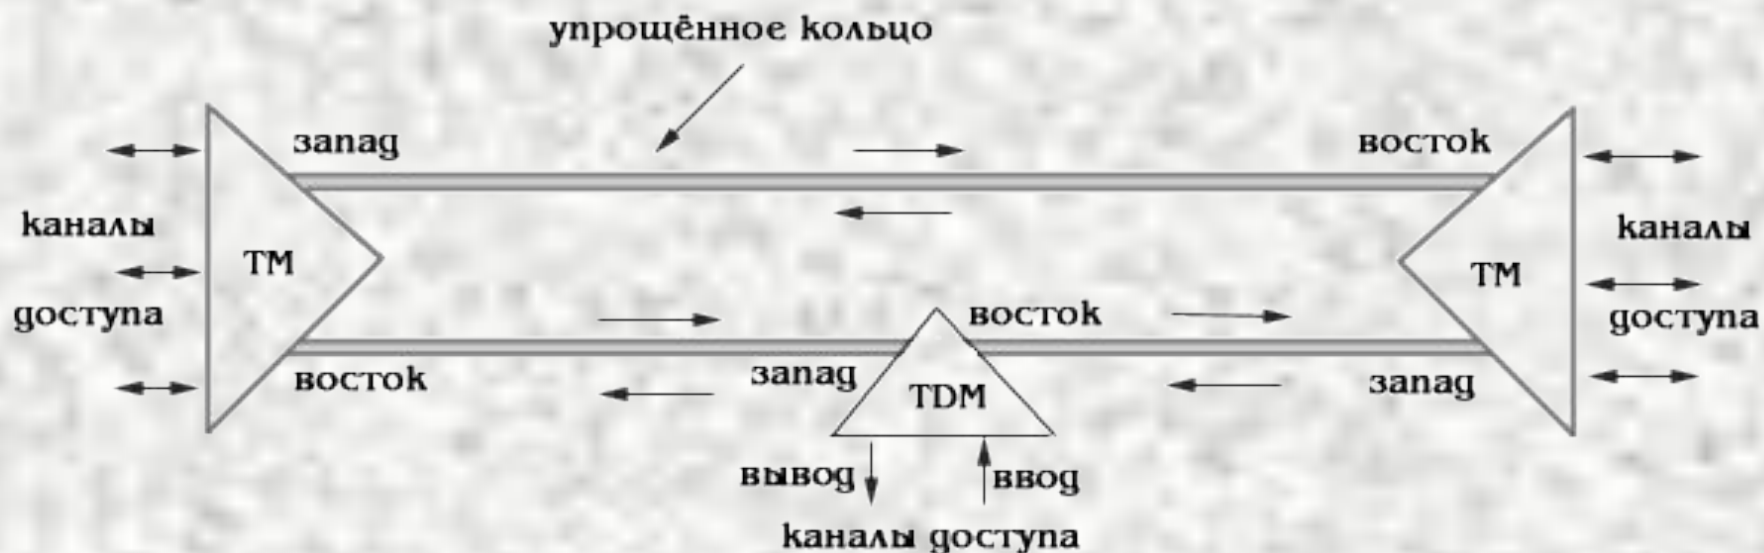 упрощённое кольцо
запад
восток
каналы
доступа
ТМ
ТМ
каналы
доступа
восток
запад
восток
запад
TDM
вывод
ввод
каналы доступа